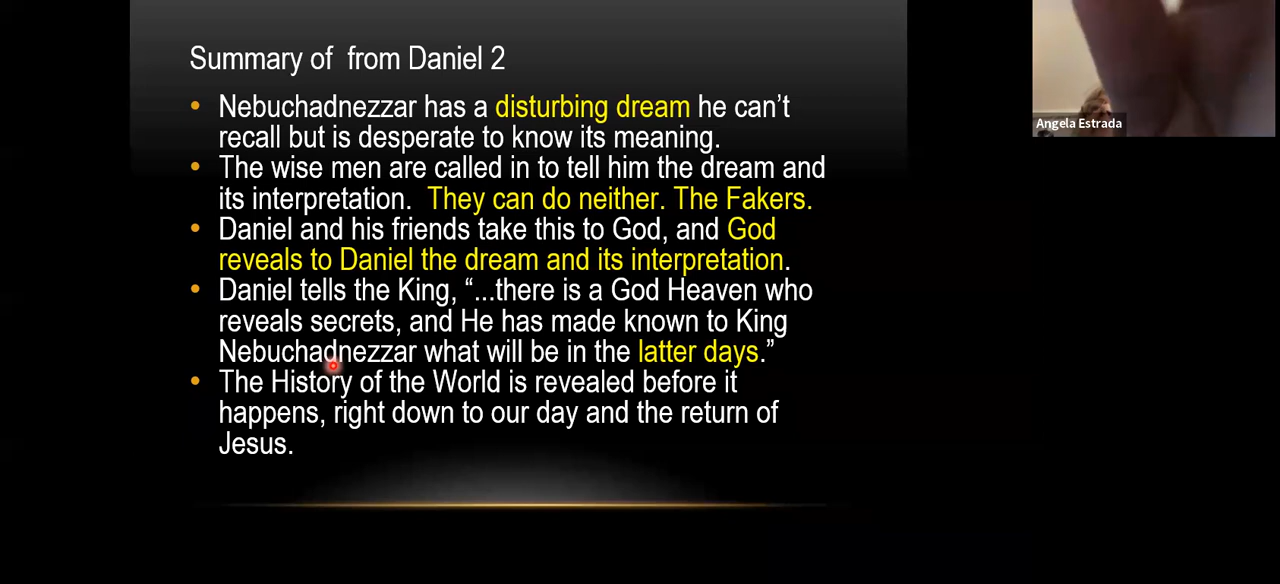 Summary of  from Daniel 2
• Nebuchadnezzar has a disturbing dream he can’t
recall but is desperate to know its meaning.
• The wise men are called in to tell him the dream and
its interpretation.  They can do neither. The Fakers.
• Daniel and his friends take this to God, and God
reveals to Daniel the dream and its interpretation.
• Daniel tells the King, “...there is a God Heaven who
reveals secrets, and He has made known to King
Nebuchadnezzar what will be in the latter days.”
• The History of the World is revealed before it
happens, right down to our day and the return of
Jesus.
Angela Estrada